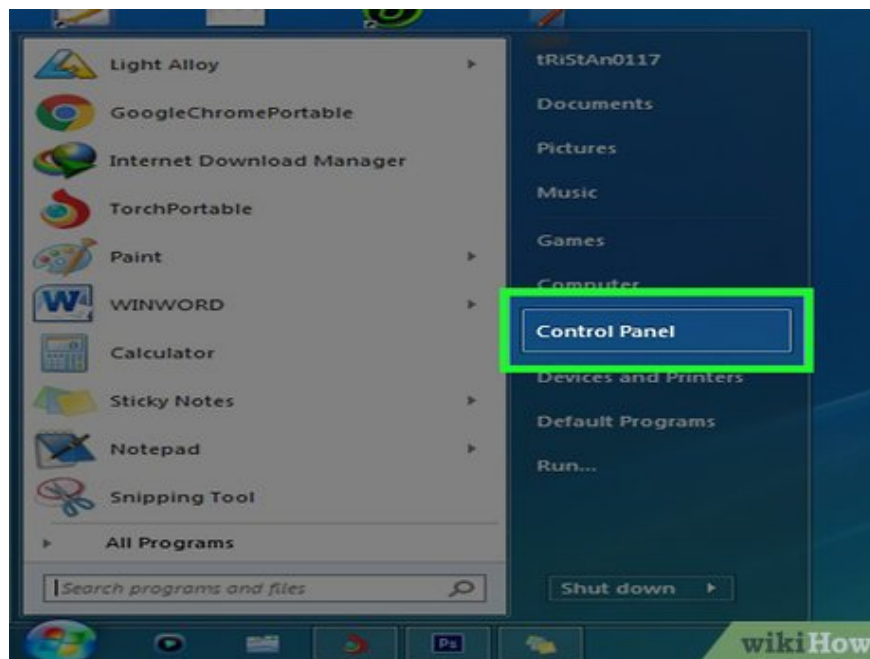 Light Alloy
GoogleChromePortable
Internet Download Manager
TorchPortable
Paint
WINWORD
Calculator
Sticky Notes
Notepad
Snipping Tool
All Programs
Search programs and files
tRiStAn0117
Documents
Pictures
Music
Games
Computer
Control Panel
Devices and Printers
Default Programs
Run...
Shut down
Ps
wikiHow